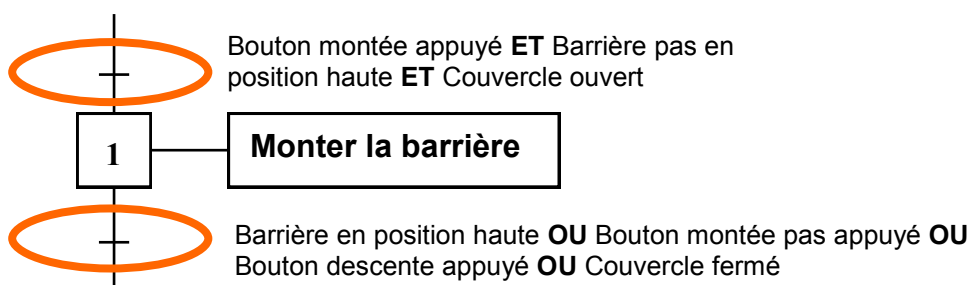 Bouton montée appuyé ET Barrière pas en
position haute ET Couvercle ouvert
1
Monter la barrière
Barrière en position haute OU Bouton montée pas appuyé OU
Bouton descente appuyé OU Couvercle fermé